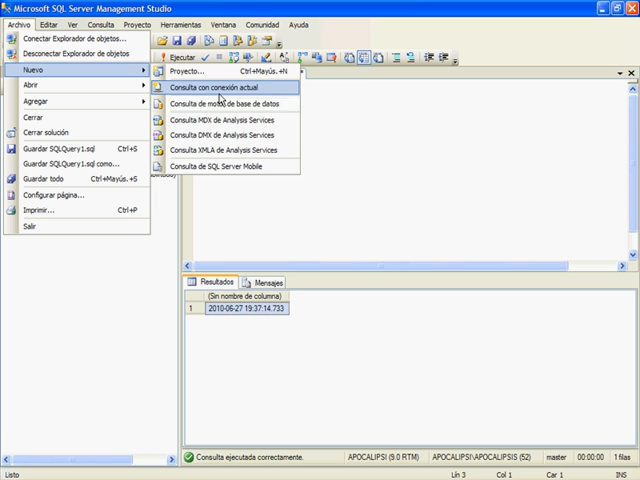 Microsoft SQL Server Management Studio
Archivo Editar Ver Consulta Proyecto Herramientas Ventana Comunidad Ayuda
Conectar Explorador de objetos...
Desconectar Explorador de objetos
Ejecutar
Nuevo
Abrir
Agregar
Cerrar
Cerrar solución
Guardar SQLQuery1.sql Ctrl+S
Guardar SQLQuery1.sql como...
Guardar todo Ctrl+Mayús.+S
Configurar página...
Imprimir... Ctrl+P
Salir
Proyecto... Ctrl+Mayús.+N
Consulta con conexión actual
Consulta de motor de base de datos
Consulta MDX de Analysis Services
Consulta DMX de Analysis Services
Consulta XMLA de Analysis Services
Consulta de SQL Server Mobile
Resultados Mensajes
(Sin nombre de columna)
1 2010-06-27 19:37:14.733
Consulta ejecutada correctamente. APOCALIPSI (9.0 RTM) APOCALIPSI\APOCALIPSIS (52) master 00:00:00 1 filas
Listo Lín 3 Col 1 Car 1 INS